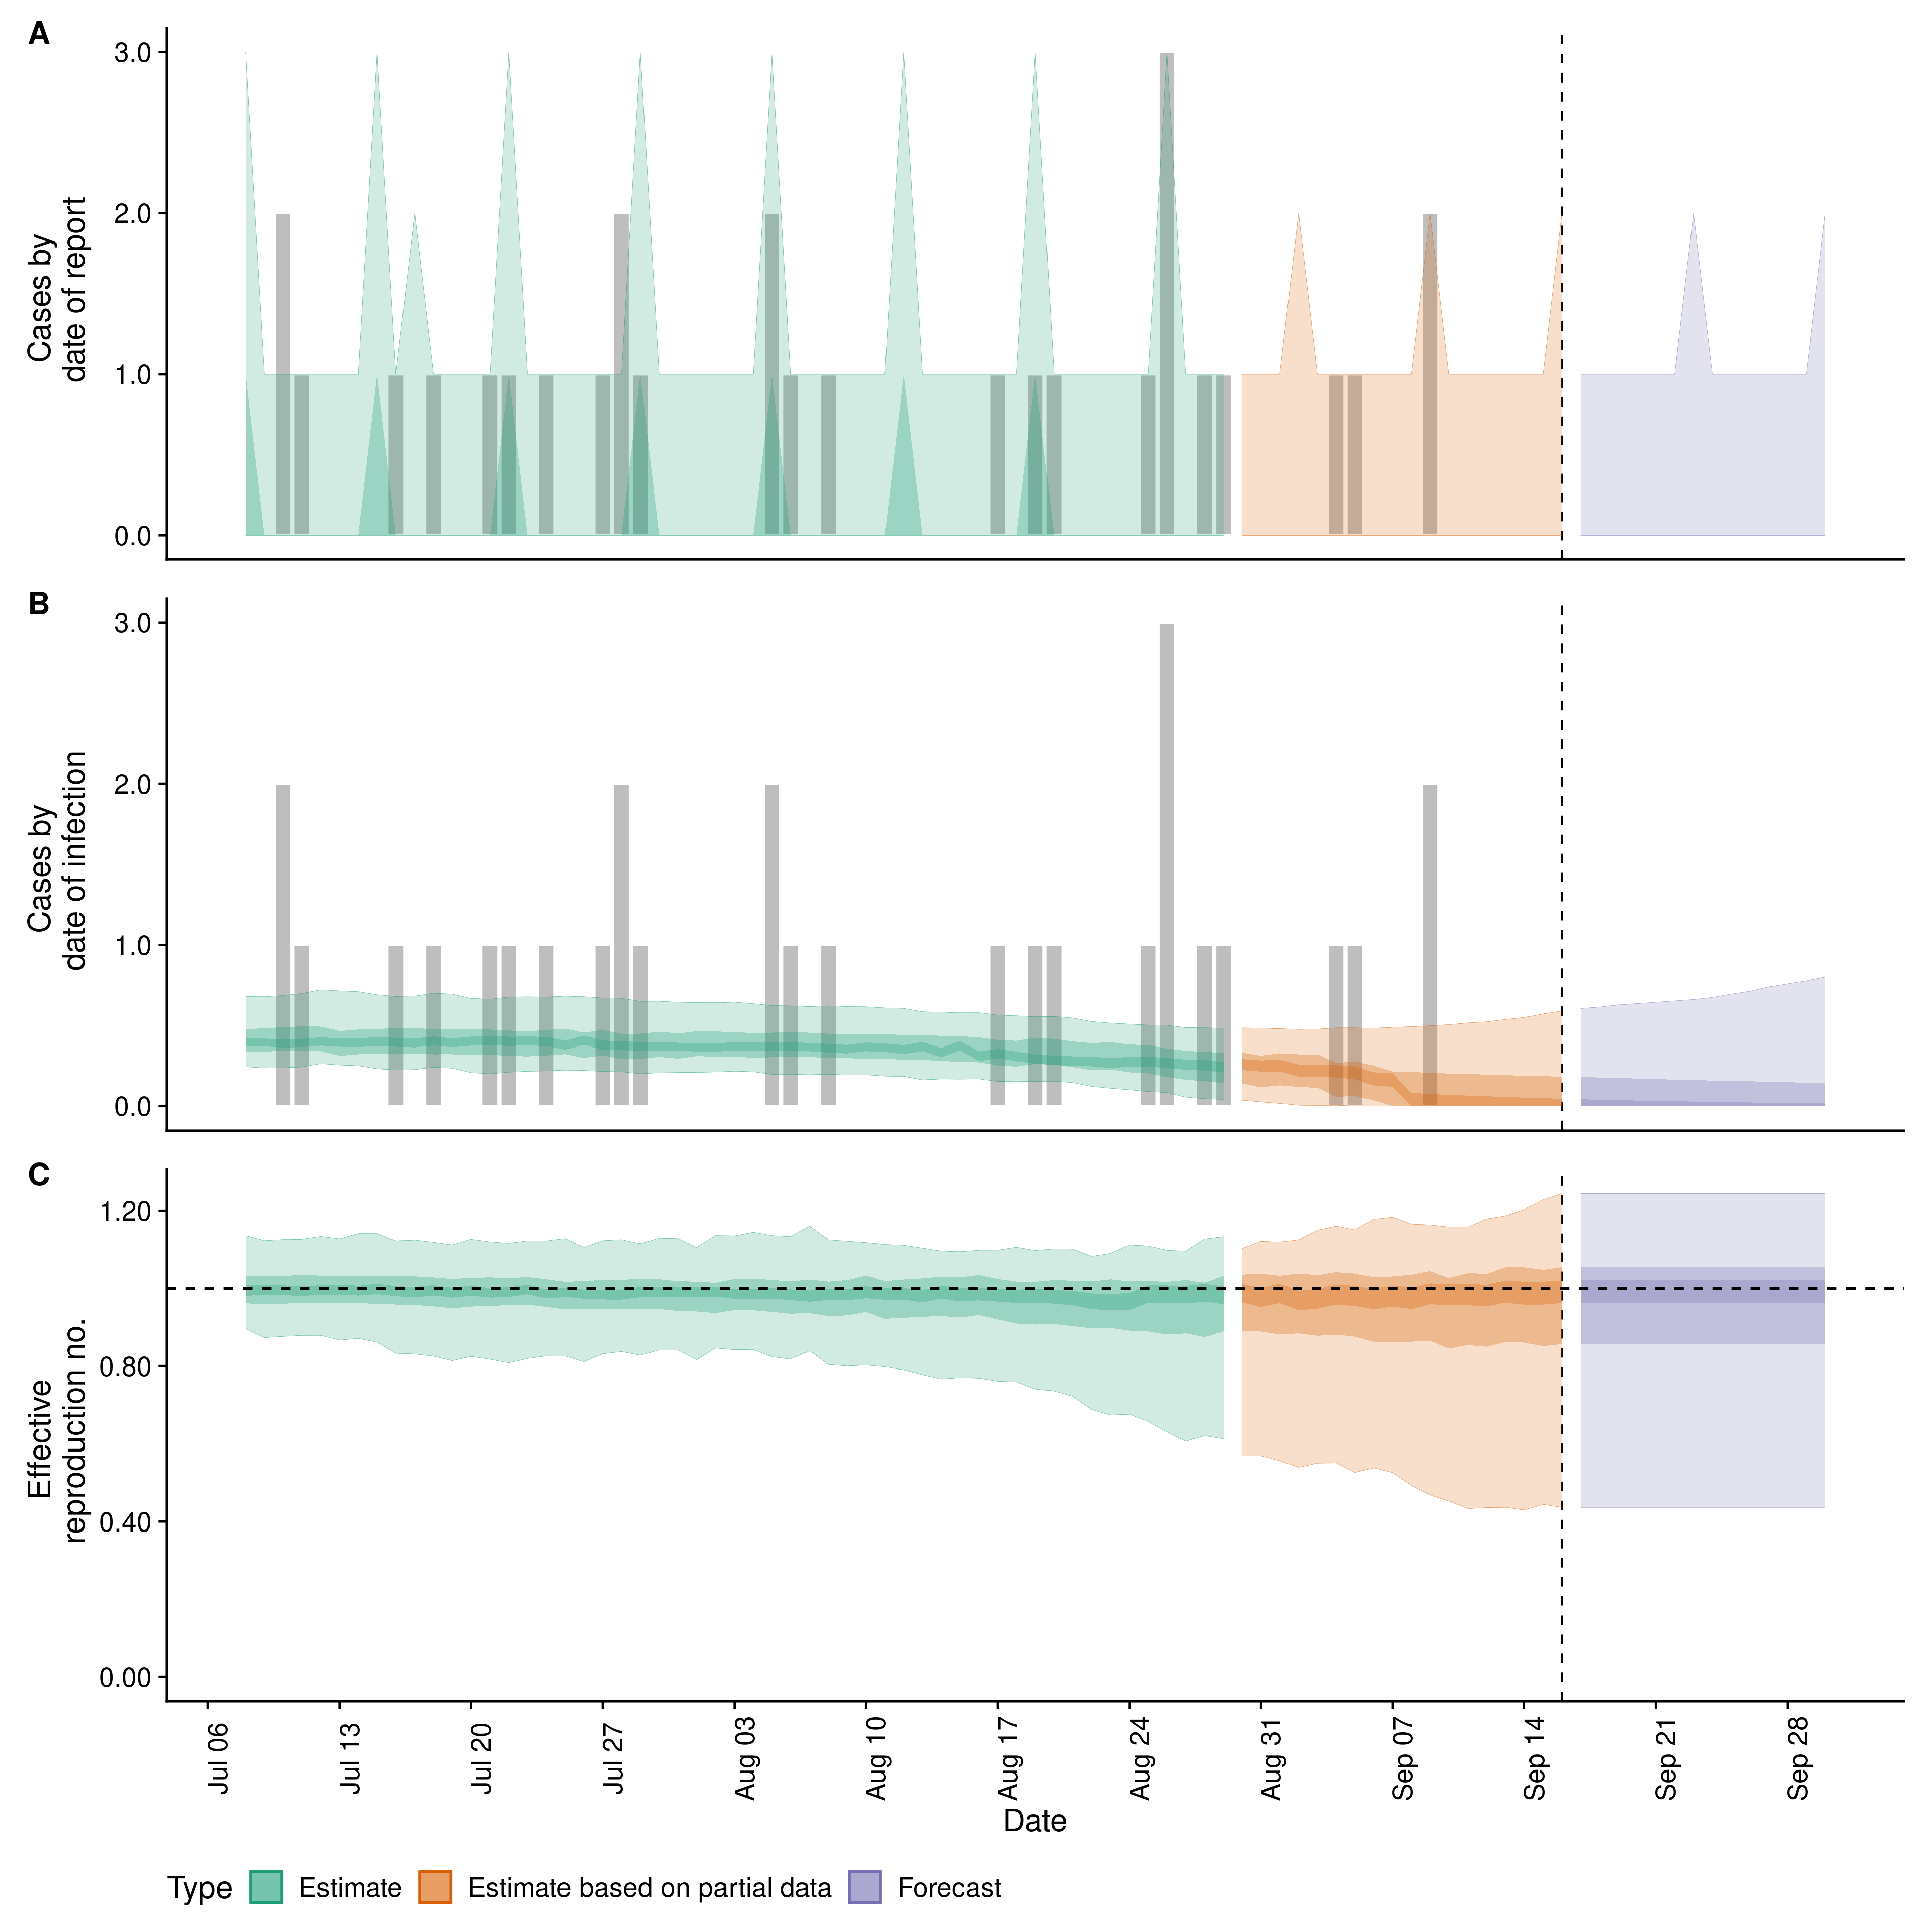 A
Cases by
date of report
3.0
2.0
1.0
0.0
B
Cases by
date of infection
3.0
2.0
1.0
0.0
C
Effective
reproduction no.
1.20
0.80
0.40
0.00
Jul 06
Jul 13
Jul 20
Jul 27
Aug 03
Aug 10
Aug 17
Aug 24
Aug 31
Sep 07
Sep 14
Sep 21
Sep 28
Date
Type Estimate Estimate based on partial data Forecast